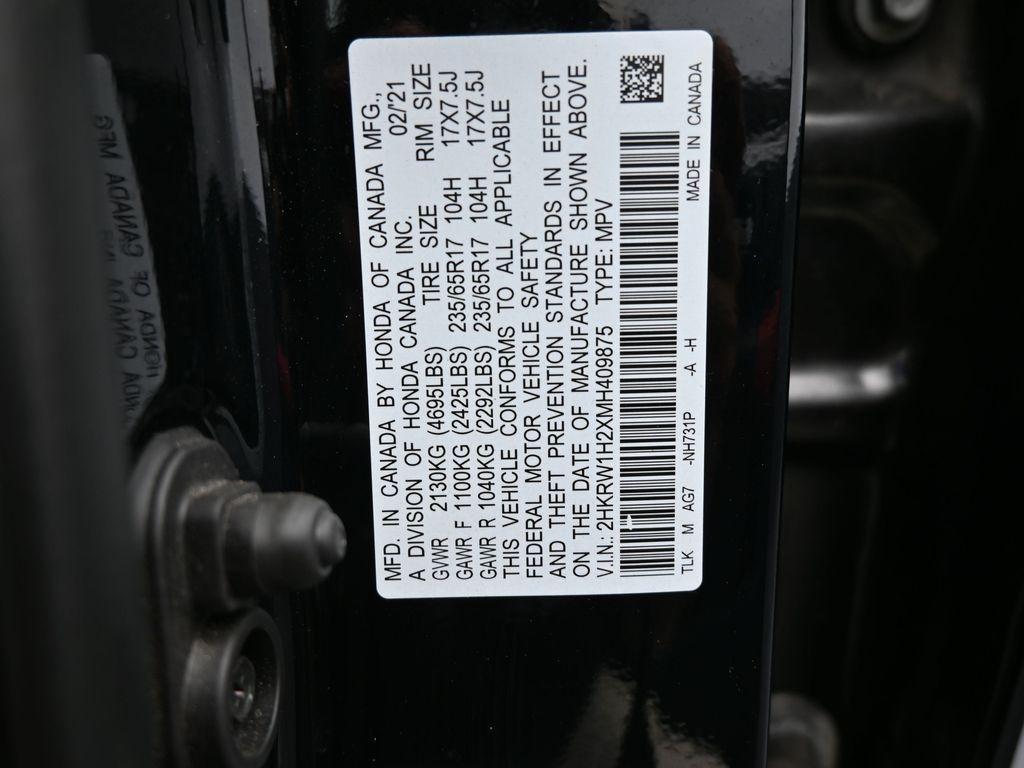 MFD. IN CANADA BY HONDA OF CANADA MFG.,
A DIVISION OF HONDA CANADA INC. 02/'21
GVWR 2130KG (4695LBS) TIRE SIZE RIM SIZE
GAWR F 1100KG (2425LBS) 235/65R17 104H 17X7.5J
GAWR R 1040KG (2292LBS) 235/65R17 104H 17X7.5J
THIS VEHICLE CONFORMS TO ALL APPLICABLE
FEDERAL MOTOR VEHICLE SAFETY
AND THEFT PREVENTION STANDARDS IN EFFECT
ON THE DATE OF MANUFACTURE SHOWN ABOVE.
V.I.N.: 2HKRW1H2XMH409875 TYPE: MPV
TLK M AG7 -NH731P -A -H MADE IN CANADA